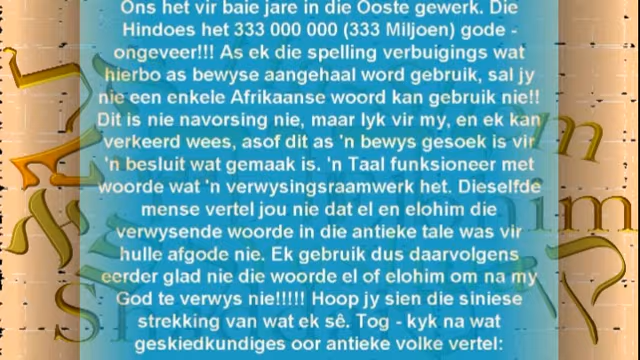 Ons het vir baie jare in die Ooste gewerk. Die
Hindoes het 333 000 000 (333 Miljoen) gode -
ongeveer!!! As ek die spelling verbuigings wat
hierbo as bewyse aangehaal word gebruik, sal jy
nie een enkele Afrikaanse woord kan gebruik nie!!
Dit is nie navorsing nie, maar lyk vir my, en ek kan
verkeerd wees, asof dit as 'n bewys gesoek is vir
'n besluit wat gemaak is. 'n Taal funksioneer met
woorde wat 'n verwysingsraamwerk het. Dieselfde
mense vertel jou nie dat el en elohim die
verwysende woorde in die antieke tale was vir
hulle afgode nie. Ek gebruik dus daarvolgens
eerder glad nie die woorde el of elohim om na my
God te verwys nie!!!!! Hoop jy sien die siniese
strekking van wat ek sê. Tog - kyk na wat
geskiedkundiges oor antieke volke vertel: